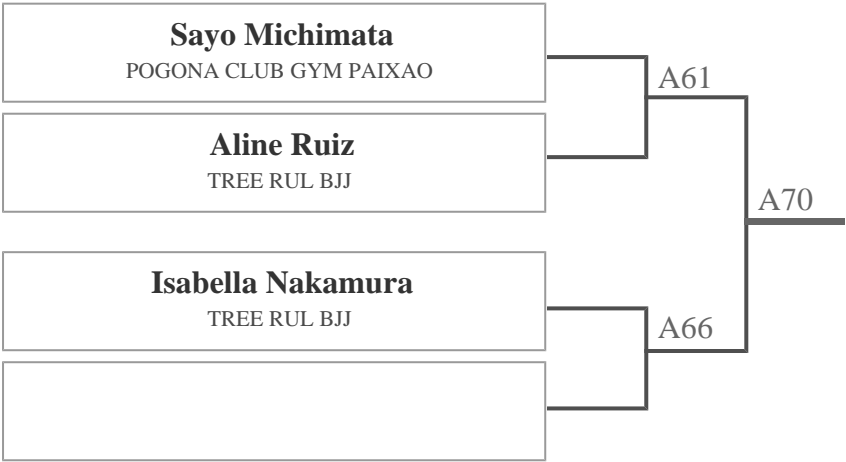 Sayo Michimata
POGONA CLUB GYM PAIXAO
A61
Aline Ruiz
TREE RUL BJJ
A70
Isabella Nakamura
TREE RUL BJJ
A66